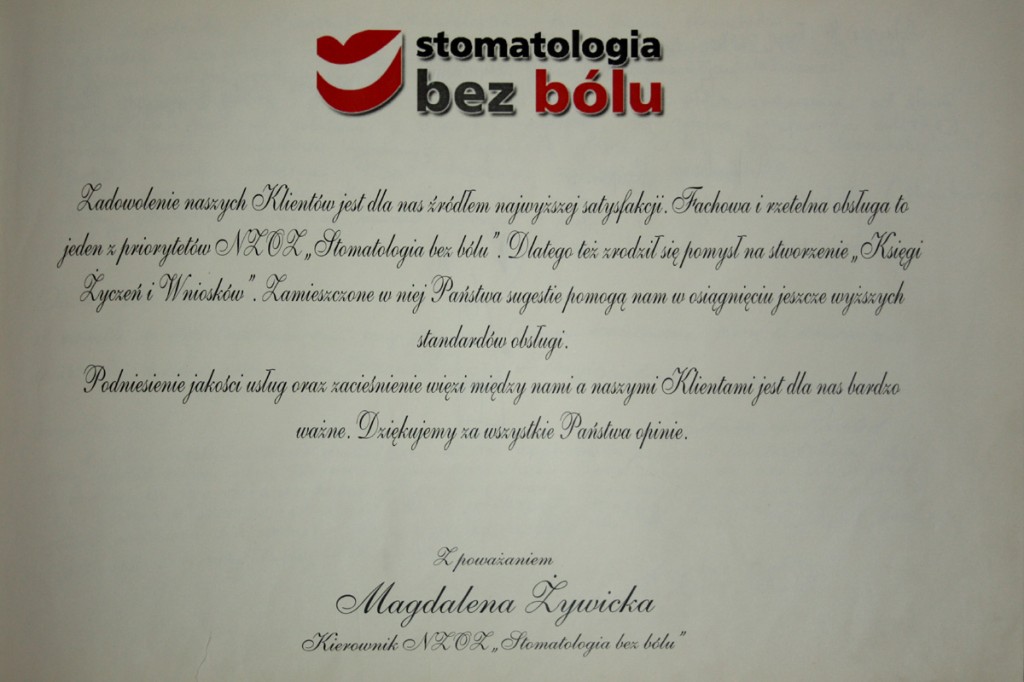 stomatologia
bez bólu
Zadowolenie naszych Klientów jest dla nas źródłem najwyższej satysfakcji. Fachowa i rzetelna obsługa to
jeden z priorytetów NZOZ „Stomatologia bez bólu”. Dlatego też zrodził się pomysł na stworzenie „Księgi
Życzeń i Wniosków”. Zamieszczone w niej Państwa sugestie pomogą nam w osiągnięciu jeszcze wyższych
standardów obsługi.
Podniesienie jakości usług oraz zacieśnienie więzi między nami a naszymi Klientami jest dla nas bardzo
ważne. Dziękujemy za wszystkie Państwa opinie.
Z poważaniem
Magdalena Żywicka
Kierownik NZOZ „Stomatologia bez bólu”